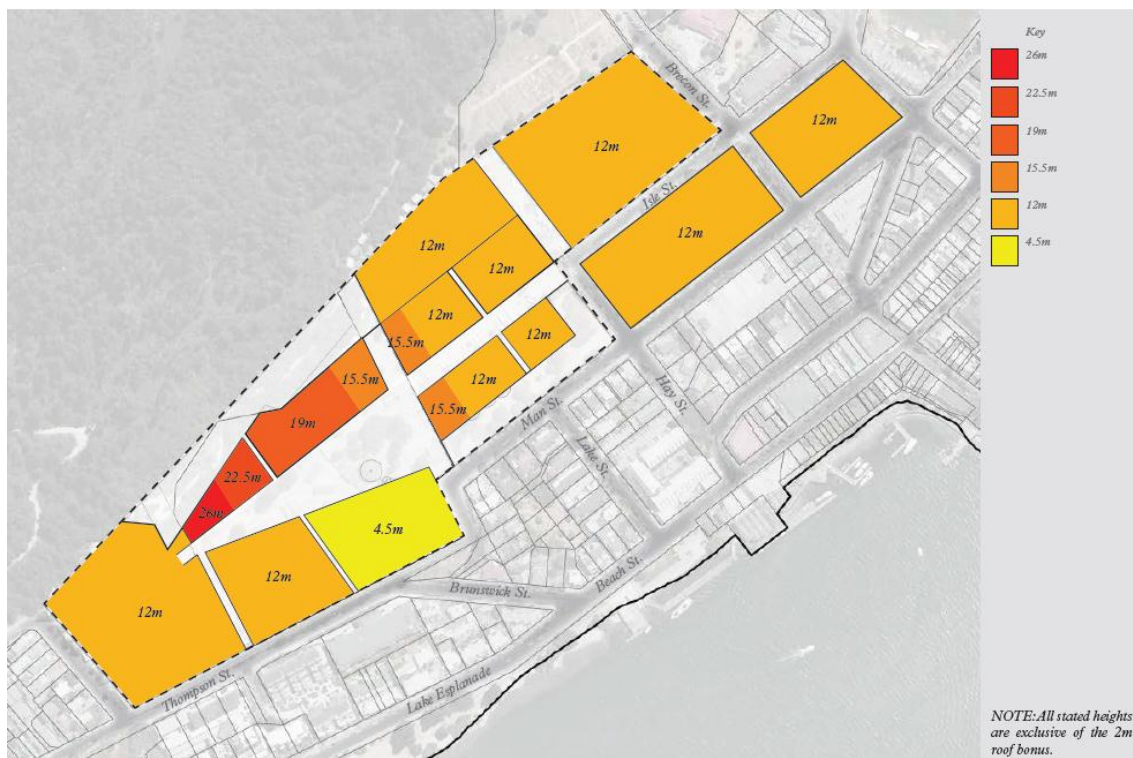 Key
26m
22.5m
19m
15.5m
12m
4.5m
Brecon St.
12m
12m
Isle St.
12m
12m
12m
12m
12m
15.5m
12m
12m
15.5m
15.5m
19m
Hay St.
Man St.
Lake St.
22.5m
26m
4.5m
12m
12m
Beach St.
Brunswick St.
Thompson St.
Lake Esplanade
NOTE: All stated heights
are exclusive of the 2m
roof bonus.